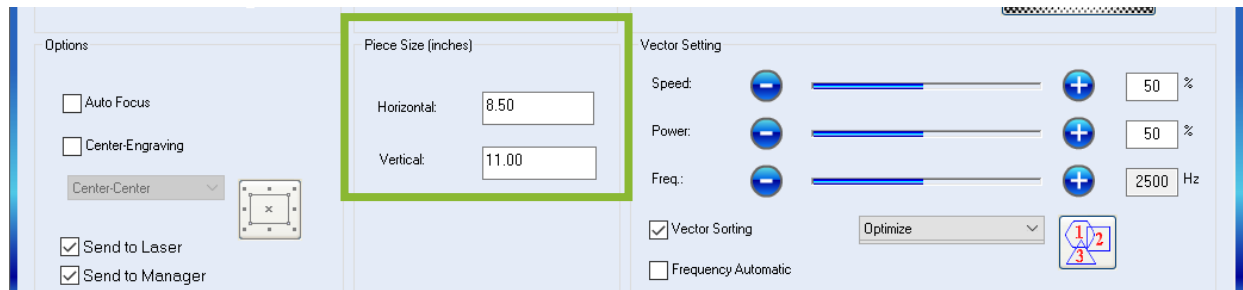 Options
Auto Focus
Center-Engraving
Center-Center
Send to Laser
Send to Manager
Piece Size (inches)
Horizontal: 8.50
Vertical: 11.00
Vector Setting
Speed: 50 %
Power: 50 %
Freq.: 2500 Hz
Vector Sorting Optimize
1 2
3
Frequency Automatic